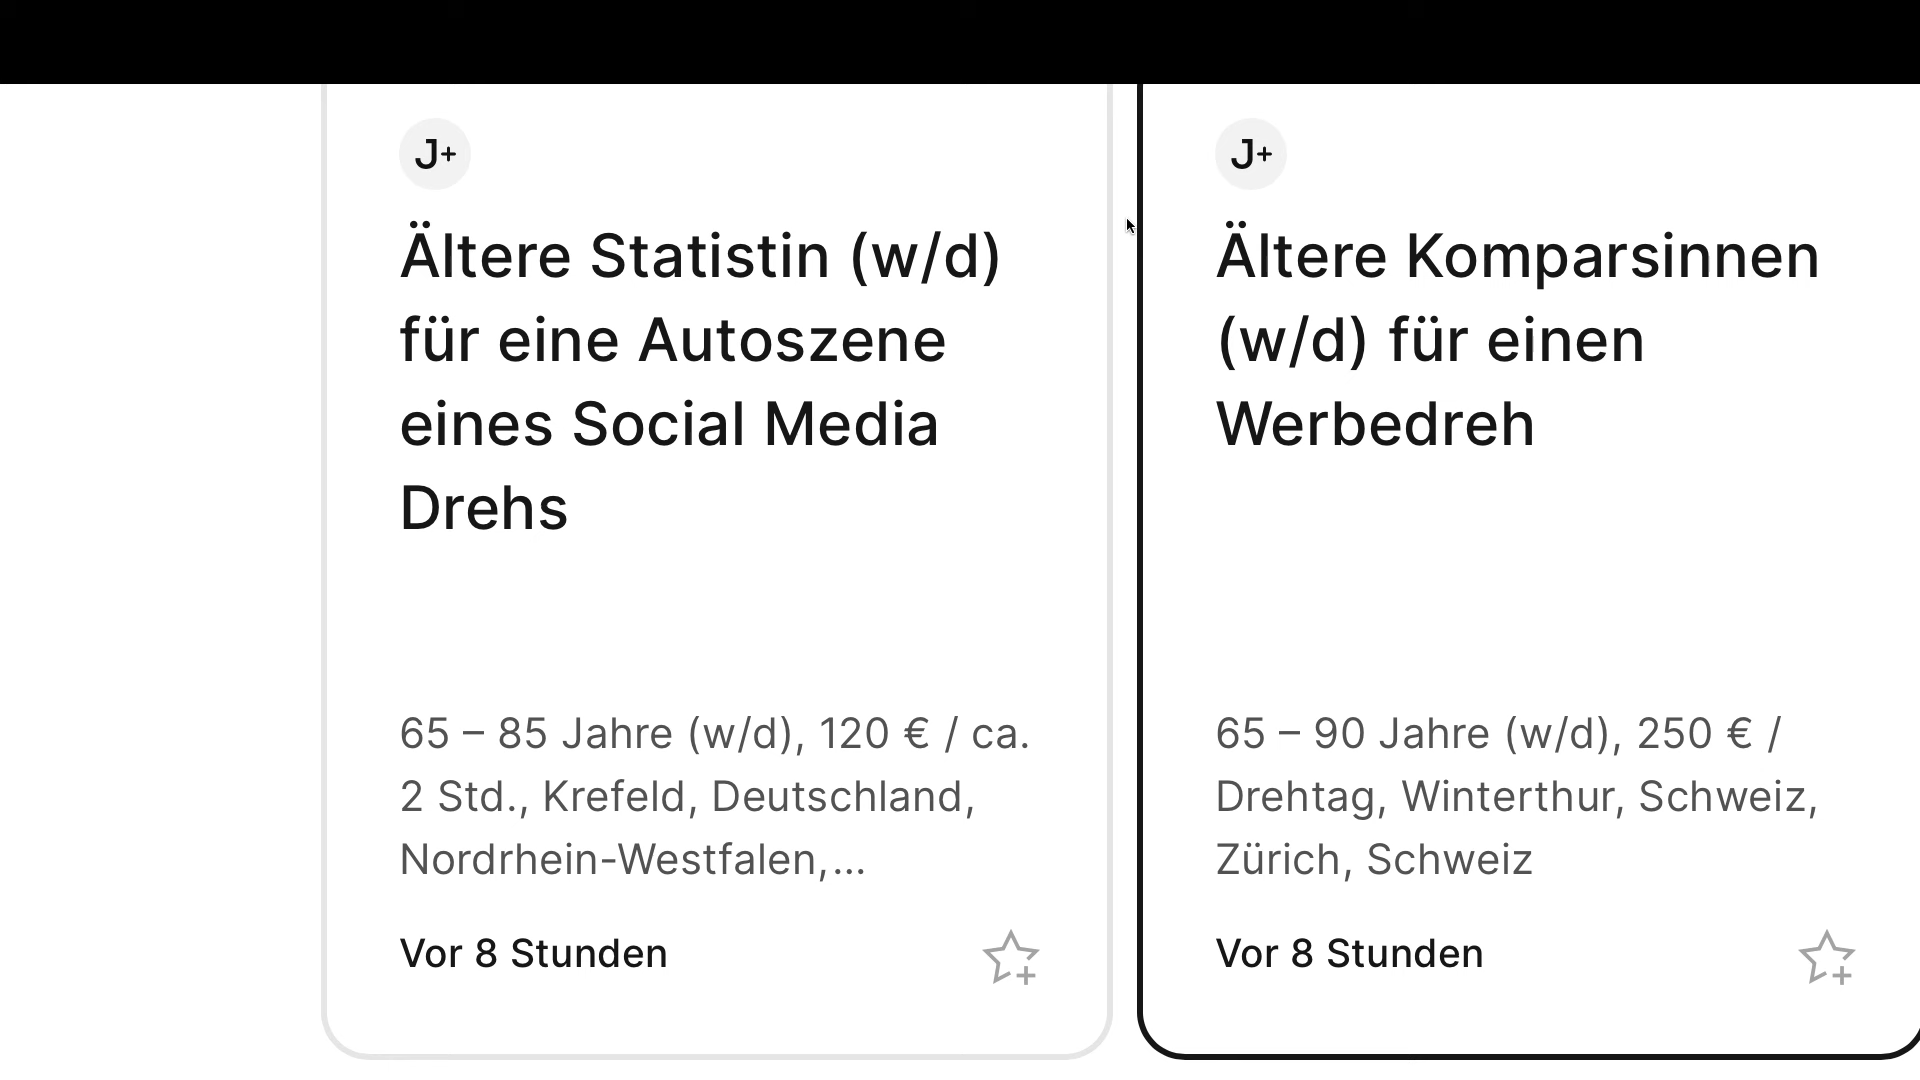 J+
Ältere Statistin (w/d)
für eine Autoszene
eines Social Media
Drehs
65 – 85 Jahre (w/d), 120 € / ca.
2 Std., Krefeld, Deutschland,
Nordrhein-Westfalen,...
Vor 8 Stunden
J+
Ältere Komparsinnen
(w/d) für einen
Werbedreh
65 – 90 Jahre (w/d), 250 € /
Drehtag, Winterthur, Schweiz,
Zürich, Schweiz
Vor 8 Stunden